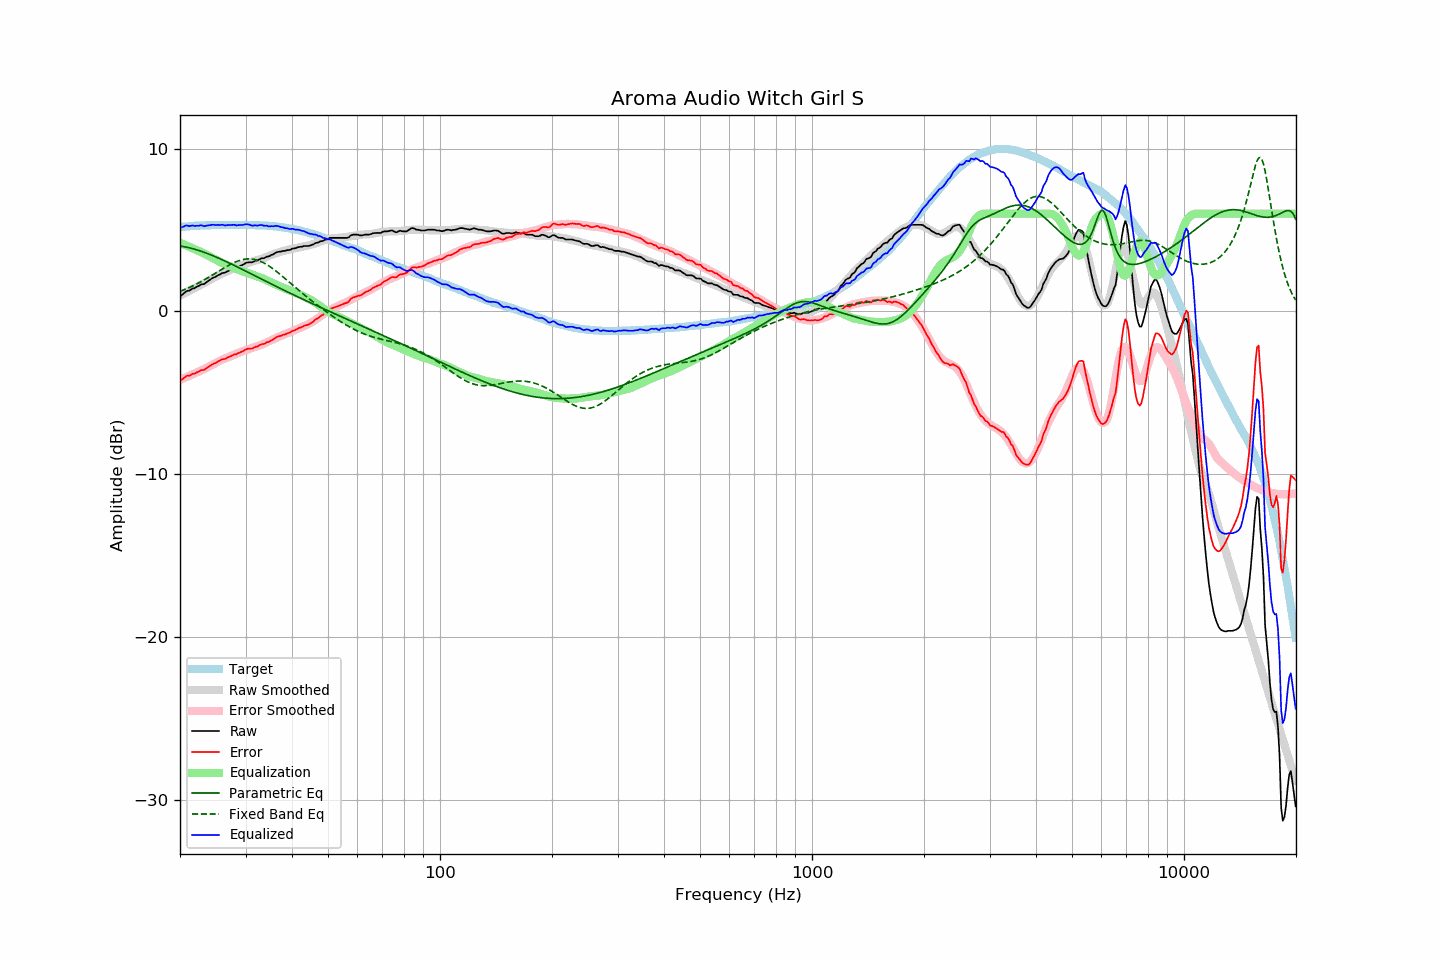 Aroma Audio Witch Girl S
10
0
−10
−20
−30
Amplitude (dBr)
Target
Raw Smoothed
Error Smoothed
Raw
Error
Equalization
Parametric Eq
Fixed Band Eq
Equalized
100
1000
10000
Frequency (Hz)